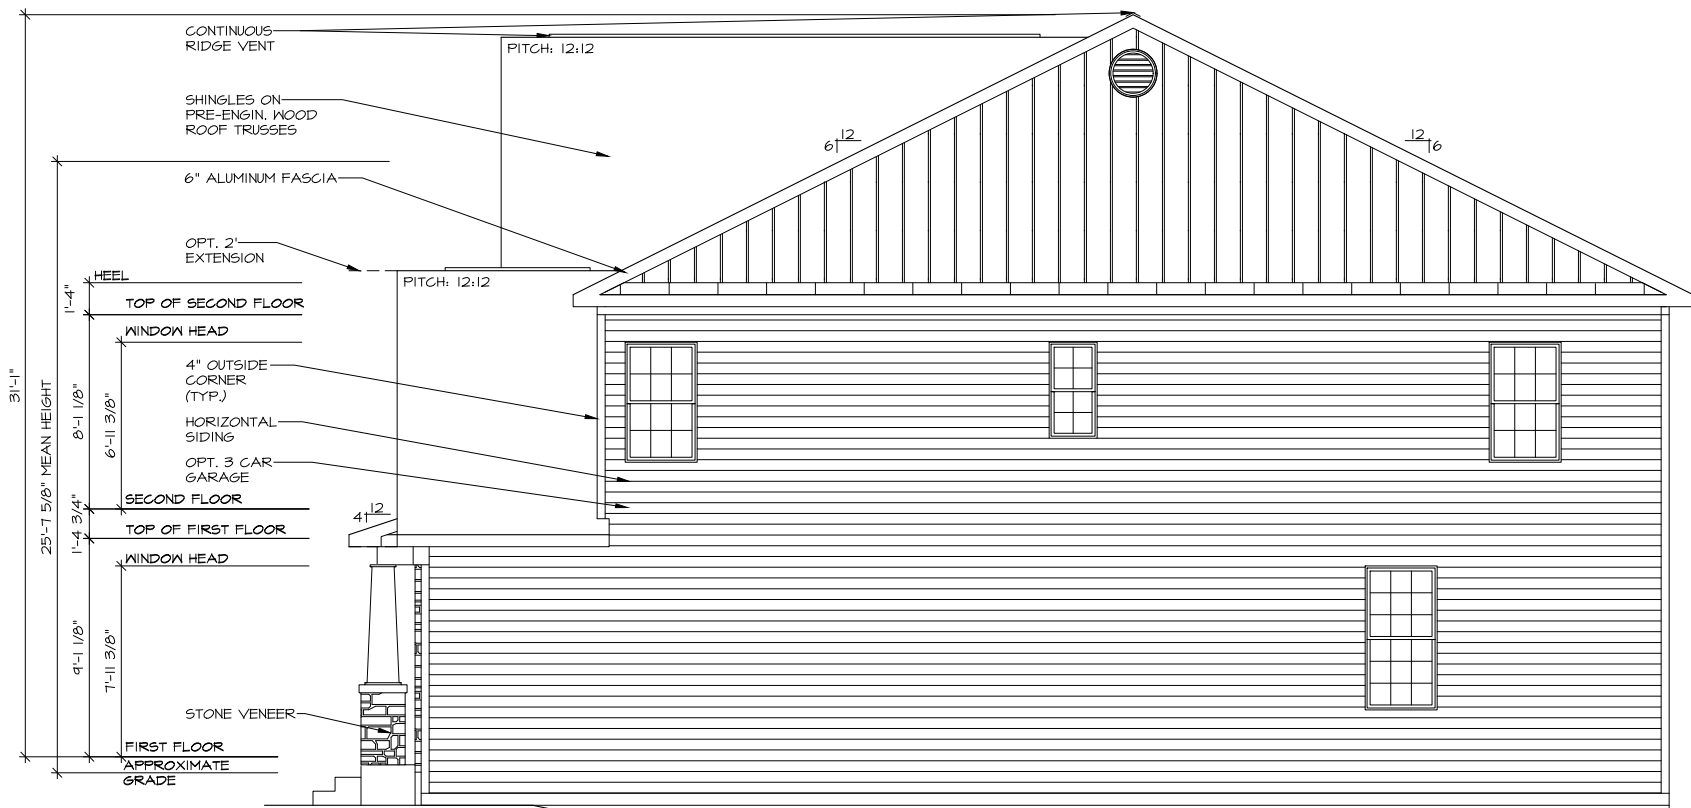 CONTINUOUS
RIDGE VENT
PITCH: 12:12
SHINGLES ON
PRE-ENGIN. WOOD
ROOF TRUSSES
12
6
12
6
6" ALUMINUM FASCIA
OPT. 2'
EXTENSION
HEEL
PITCH: 12:12
1'-4"
TOP OF SECOND FLOOR
WINDOW HEAD
4" OUTSIDE
CORNER
(TYP.)
31'-1"
25'-7 5/8" MEAN HEIGHT
8'-1 1/8"
6'-11 3/8"
HORIZONTAL
SIDING
OPT. 3 CAR
GARAGE
SECOND FLOOR
12
4
1'-4 3/4"
TOP OF FIRST FLOOR
WINDOW HEAD
9'-1 1/8"
7'-11 3/8"
STONE VENEER
FIRST FLOOR
APPROXIMATE
GRADE